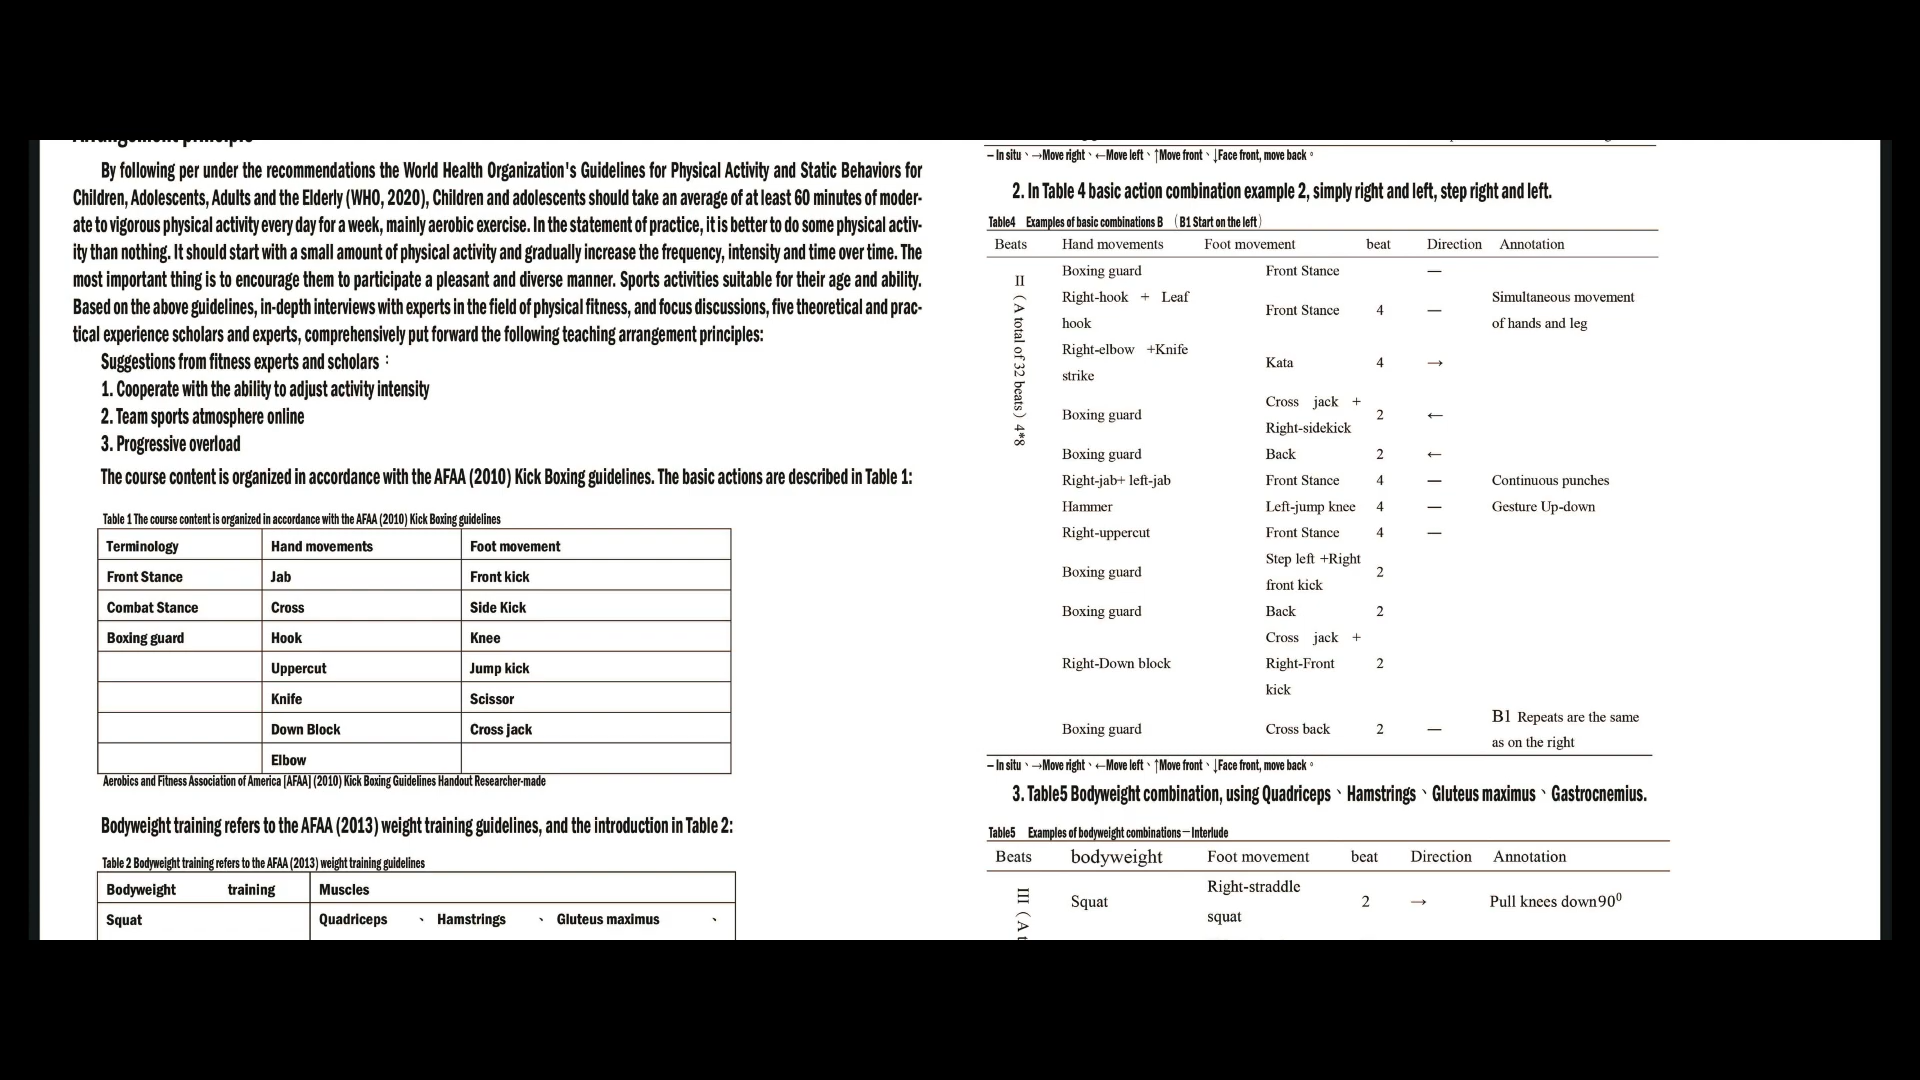 Arrangement principle
By following per under the recommendations the World Health Organization's Guidelines for Physical Activity and Static Behaviors for
Children, Adolescents, Adults and the Elderly (WHO, 2020), Children and adolescents should take an average of at least 60 minutes of moder-
ate to vigorous physical activity every day for a week, mainly aerobic exercise. In the statement of practice, it is better to do some physical activ-
ity than nothing. It should start with a small amount of physical activity and gradually increase the frequency, intensity and time over time. The
most important thing is to encourage them to participate a pleasant and diverse manner. Sports activities suitable for their age and ability.
Based on the above guidelines, in-depth interviews with experts in the field of physical fitness, and focus discussions, five theoretical and prac-
tical experience scholars and experts, comprehensively put forward the following teaching arrangement principles:
Suggestions from fitness experts and scholars：
1. Cooperate with the ability to adjust activity intensity
2. Team sports atmosphere online
3. Progressive overload
The course content is organized in accordance with the AFAA (2010) Kick Boxing guidelines. The basic actions are described in Table 1:
Table 1 The course content is organized in accordance with the AFAA (2010) Kick Boxing guidelines
Terminology Hand movements Foot movement
Front Stance Jab Front kick
Combat Stance Cross Side Kick
Boxing guard Hook Knee
Uppercut Jump kick
Knife Scissor
Down Block Cross jack
Elbow
Aerobics and Fitness Association of America [AFAA] (2010) Kick Boxing Guidelines Handout Researcher-made
Bodyweight training refers to the AFAA (2013) weight training guidelines, and the introduction in Table 2:
Table 2 Bodyweight training refers to the AFAA (2013) weight training guidelines
Bodyweight training Muscles
Squat Quadriceps、Hamstrings、Gluteus maximus、
—In situ、→Move right、←Move left、↑Move front、↓Face front, move back。
2. In Table 4 basic action combination example 2, simply right and left, step right and left.
Table4 Examples of basic combinations B （B1 Start on the left）
Beats Hand movements Foot movement beat Direction Annotation
II（A total of 32 beats）4*8
Boxing guard Front Stance —
Right-hook + Leaf hook Front Stance 4 — Simultaneous movement of hands and leg
Right-elbow +Knife strike Kata 4 →
Boxing guard Cross jack + Right-sidekick 2 ←
Boxing guard Back 2 ←
Right-jab+ left-jab Front Stance 4 — Continuous punches
Hammer Left-jump knee 4 — Gesture Up-down
Right-uppercut Front Stance 4 —
Boxing guard Step left +Right front kick 2
Boxing guard Back 2
Right-Down block Cross jack + Right-Front kick 2
Boxing guard Cross back 2 — B1 Repeats are the same as on the right
—In situ、→Move right、←Move left、↑Move front、↓Face front, move back。
3. Table5 Bodyweight combination, using Quadriceps、Hamstrings、Gluteus maximus、Gastrocnemius.
Table5 Examples of bodyweight combinations—Interlude
Beats bodyweight Foot movement beat Direction Annotation
III（A t
Squat Right-straddle squat 2 → Pull knees down90⁰